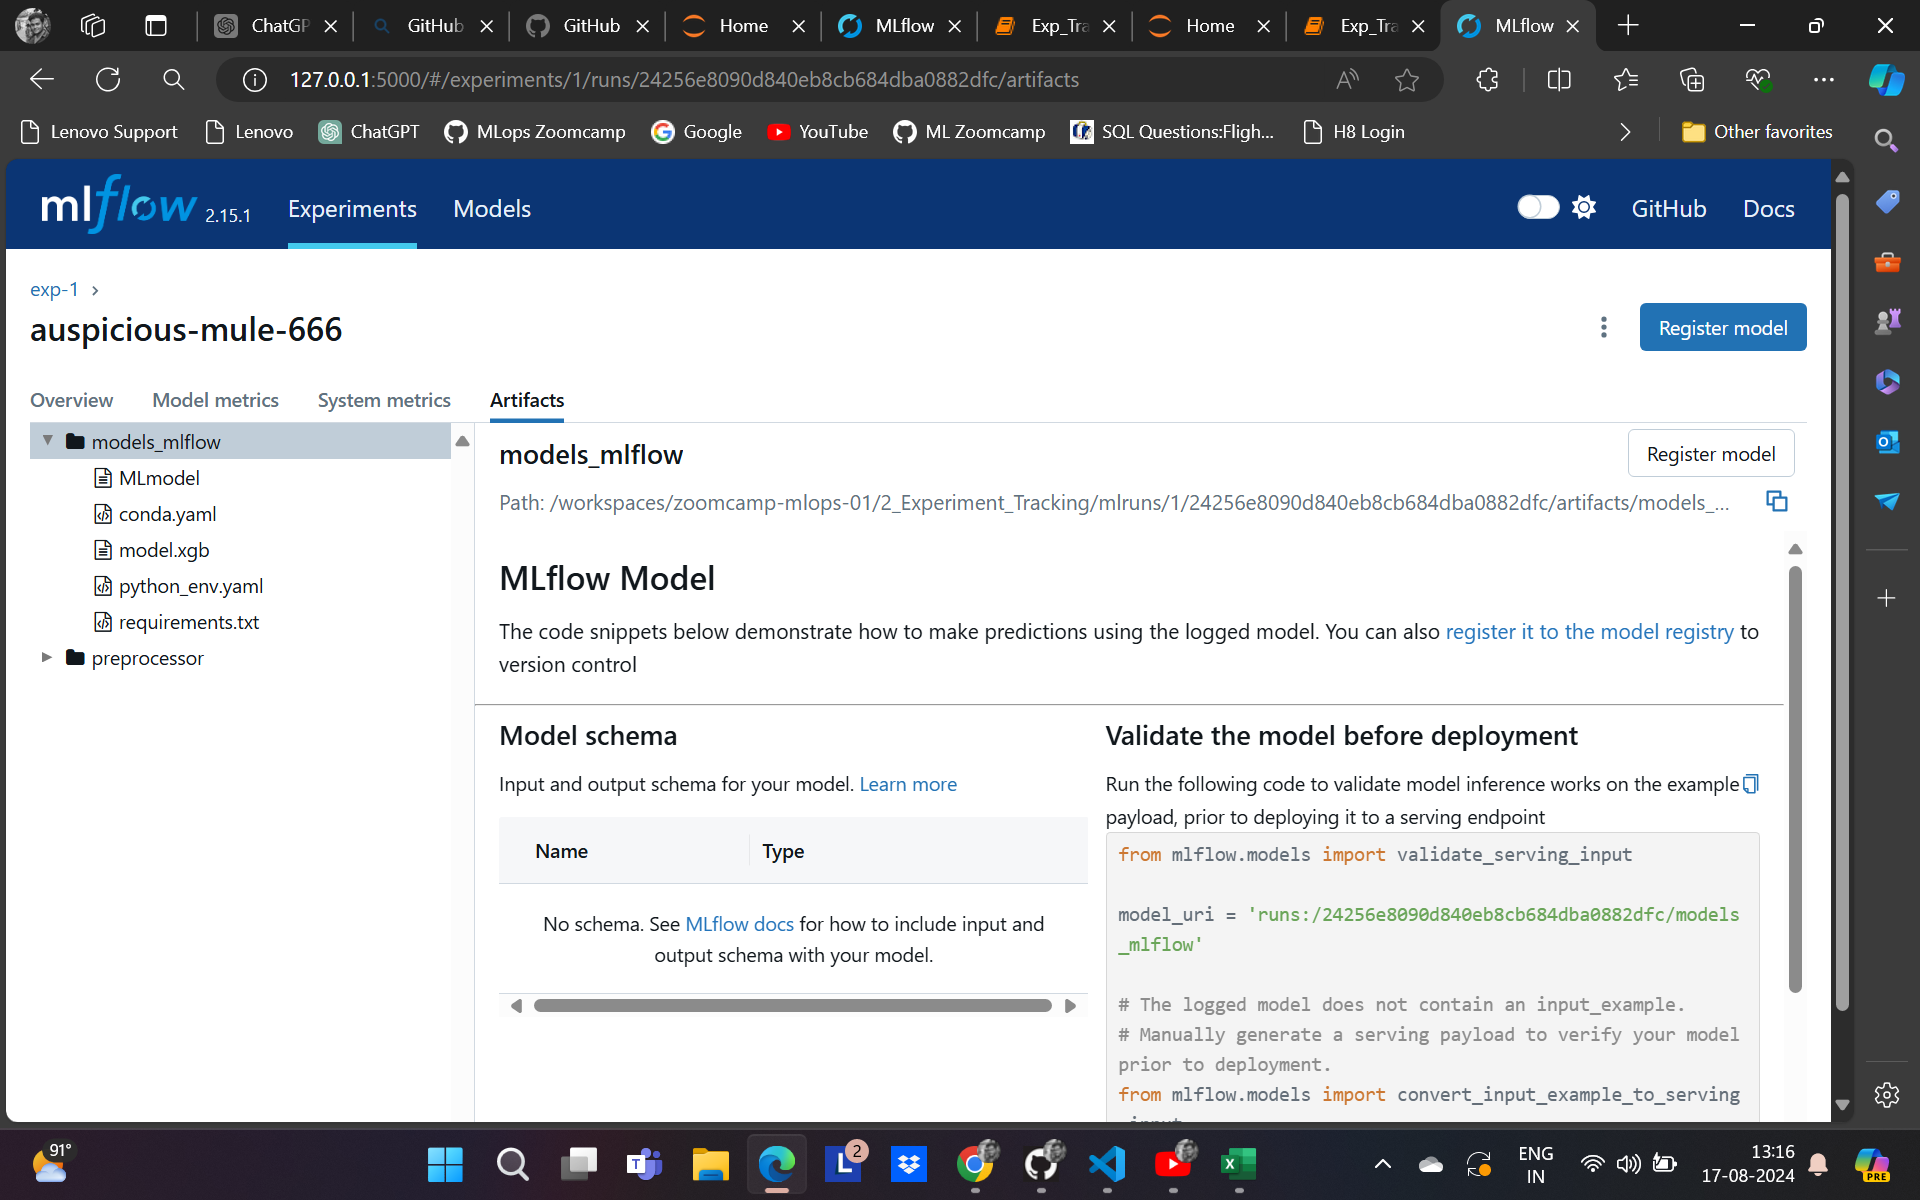 ChatGP
GitHub
GitHub
Home
MLflow
Exp_Tra
Home
Exp_Tra
MLflow
127.0.0.1:5000/#/experiments/1/runs/24256e8090d840eb8cb684dba0882dfc/artifacts
Lenovo Support
Lenovo
ChatGPT
MLops Zoomcamp
Google
YouTube
ML Zoomcamp
SQL Questions:Fligh...
H8 Login
Other favorites
mlflow 2.15.1
Experiments
Models
GitHub
Docs
exp-1
auspicious-mule-666
Register model
Overview
Model metrics
System metrics
Artifacts
models_mlflow
MLmodel
conda.yaml
model.xgb
python_env.yaml
requirements.txt
preprocessor
models_mlflow
Register model
Path: /workspaces/zoomcamp-mlops-01/2_Experiment_Tracking/mlruns/1/24256e8090d840eb8cb684dba0882dfc/artifacts/models_...
MLflow Model
The code snippets below demonstrate how to make predictions using the logged model. You can also register it to the model registry to
version control
Model schema
Input and output schema for your model. Learn more
Name
Type
No schema. See MLflow docs for how to include input and
output schema with your model.
Validate the model before deployment
Run the following code to validate model inference works on the example
payload, prior to deploying it to a serving endpoint
from mlflow.models import validate_serving_input
model_uri = 'runs:/24256e8090d840eb8cb684dba0882dfc/models
_mlflow'
# The logged model does not contain an input_example.
# Manually generate a serving payload to verify your model
prior to deployment.
from mlflow.models import convert_input_example_to_serving
91°
2
ENG
IN
13:16
17-08-2024
PRE